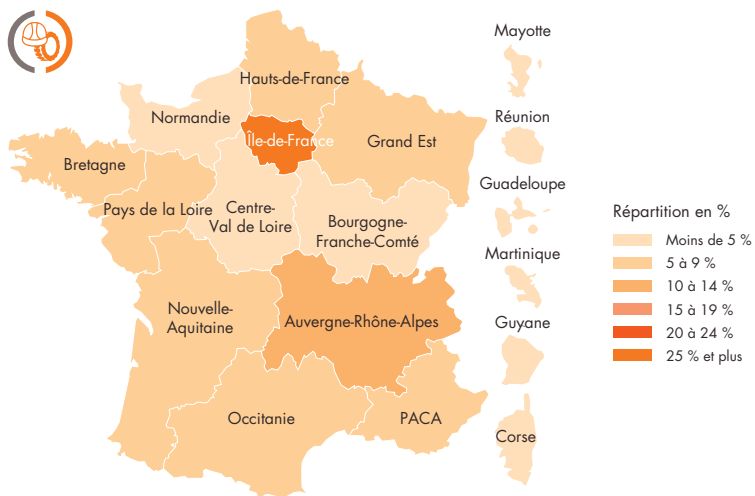 Mayotte
Hauts-de-France
Normandie
Réunion
Île-de-France
Grand Est
Bretagne
Guadeloupe
Pays de la Loire
Centre-
Val de Loire
Bourgogne-
Franche-Comté
Répartition en %
Moins de 5 %
5 à 9 %
10 à 14 %
15 à 19 %
20 à 24 %
25 % et plus
Martinique
Nouvelle-
Aquitaine
Auvergne-Rhône-Alpes
Guyane
Occitanie
PACA
Corse